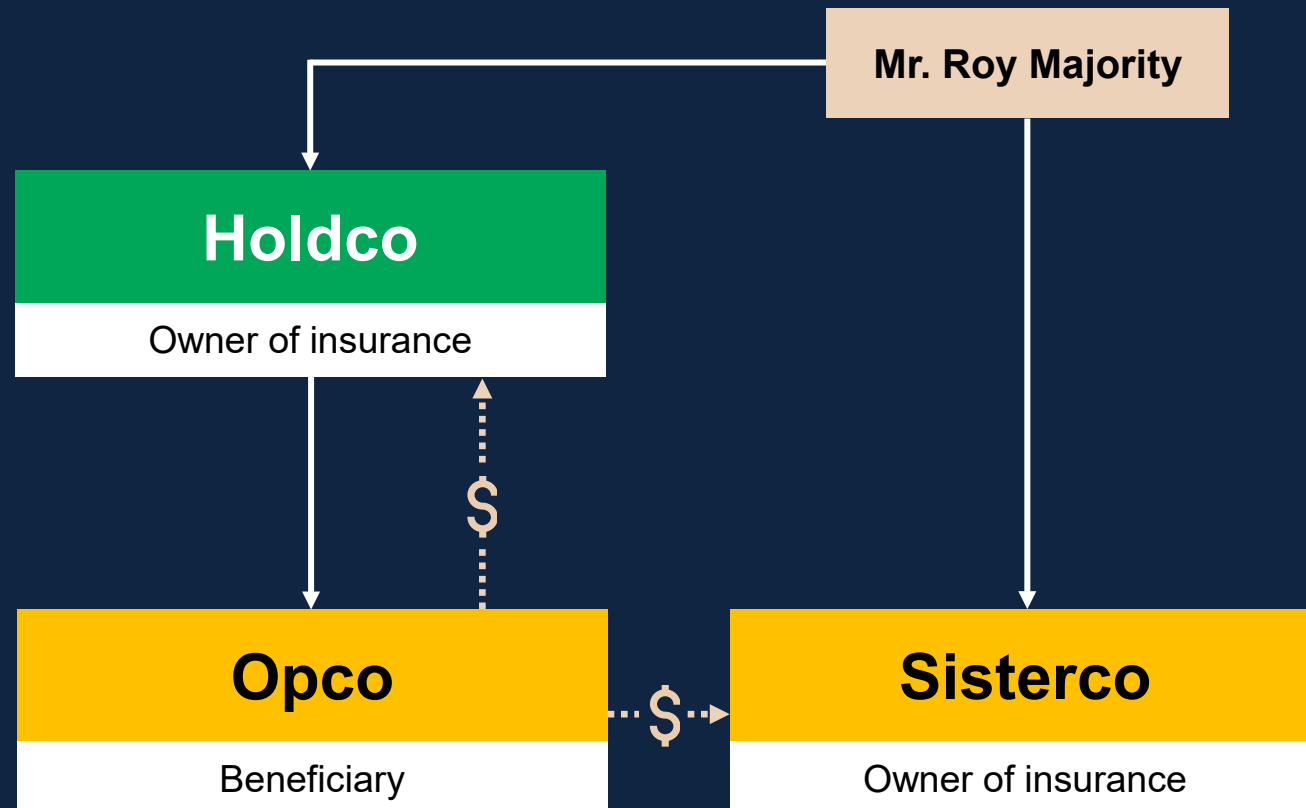 Mr. Roy Majority
Holdco
Owner of insurance
$
Opco
Beneficiary
$
Sisterco
Owner of insurance